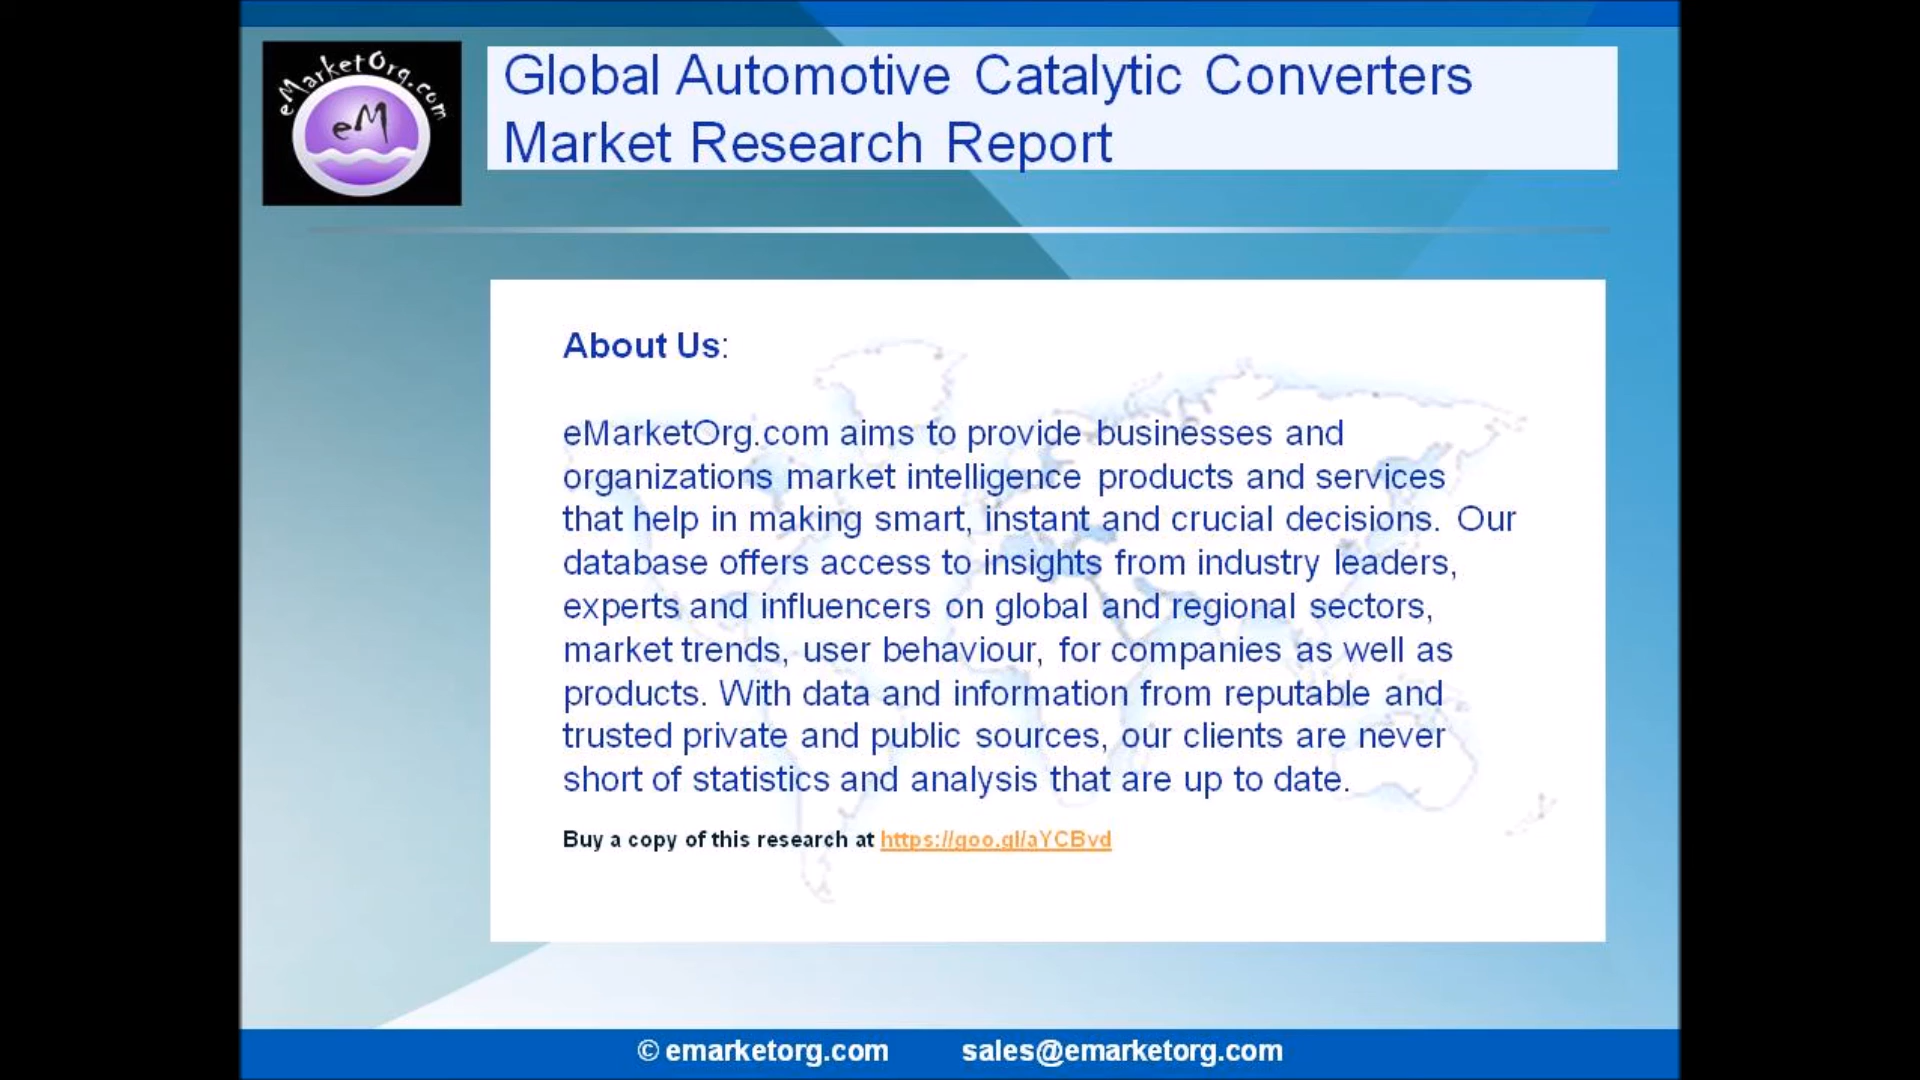 eMarketOrg.com
eM
Global Automotive Catalytic Converters
Market Research Report
About Us:
eMarketOrg.com aims to provide businesses and
organizations market intelligence products and services
that help in making smart, instant and crucial decisions. Our
database offers access to insights from industry leaders,
experts and influencers on global and regional sectors,
market trends, user behaviour, for companies as well as
products. With data and information from reputable and
trusted private and public sources, our clients are never
short of statistics and analysis that are up to date.
Buy a copy of this research at https://goo.gl/aYCBvd
© emarketorg.com sales@emarketorg.com